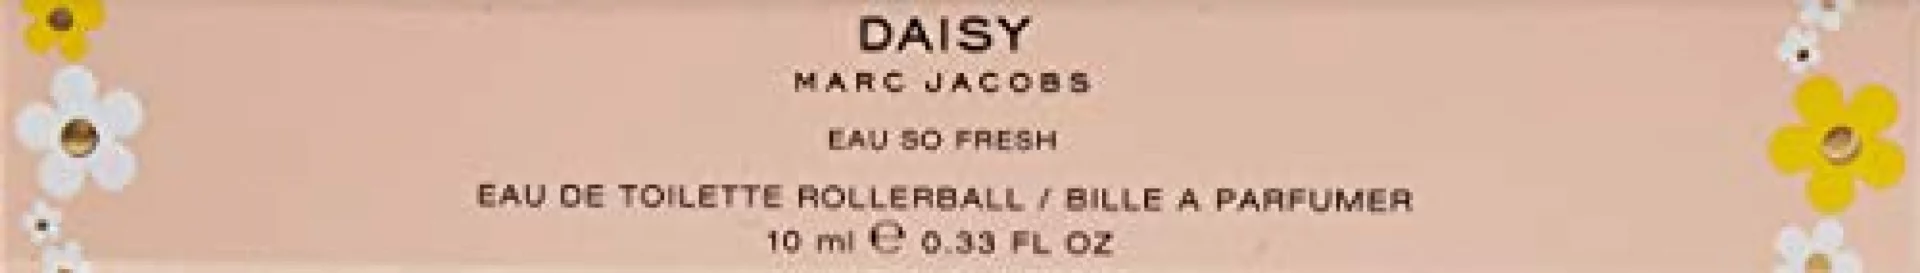 DAISY
MARC JACOBS
EAU SO FRESH
EAU DE TOILETTE ROLLERBALL / BILLE A PARFUMER
10 ml ℮ 0.33 FL OZ